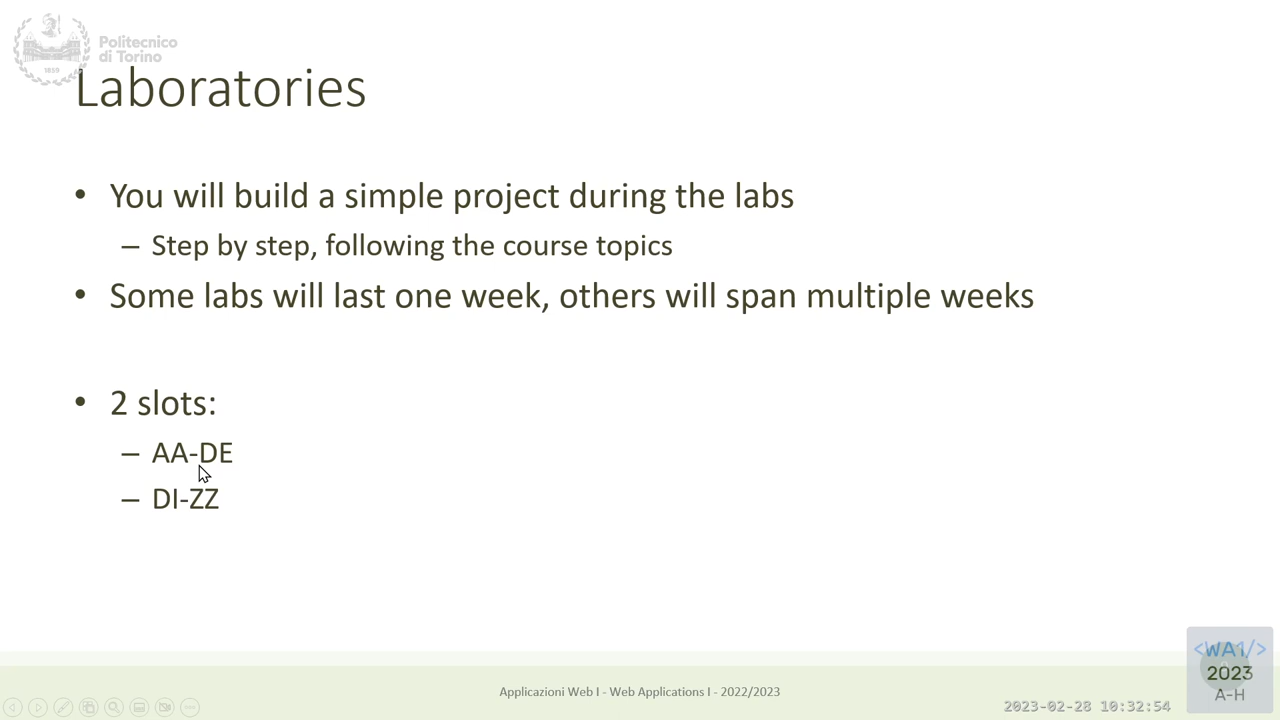 Politecnico
di Torino
1859
Laboratories
• You will build a simple project during the labs
– Step by step, following the course topics
• Some labs will last one week, others will span multiple weeks
• 2 slots:
– AA-DE
– DI-ZZ
Applicazioni Web I - Web Applications I - 2022/2023
2023-02-28 10:32:54
<WA1/>
2023
A-H